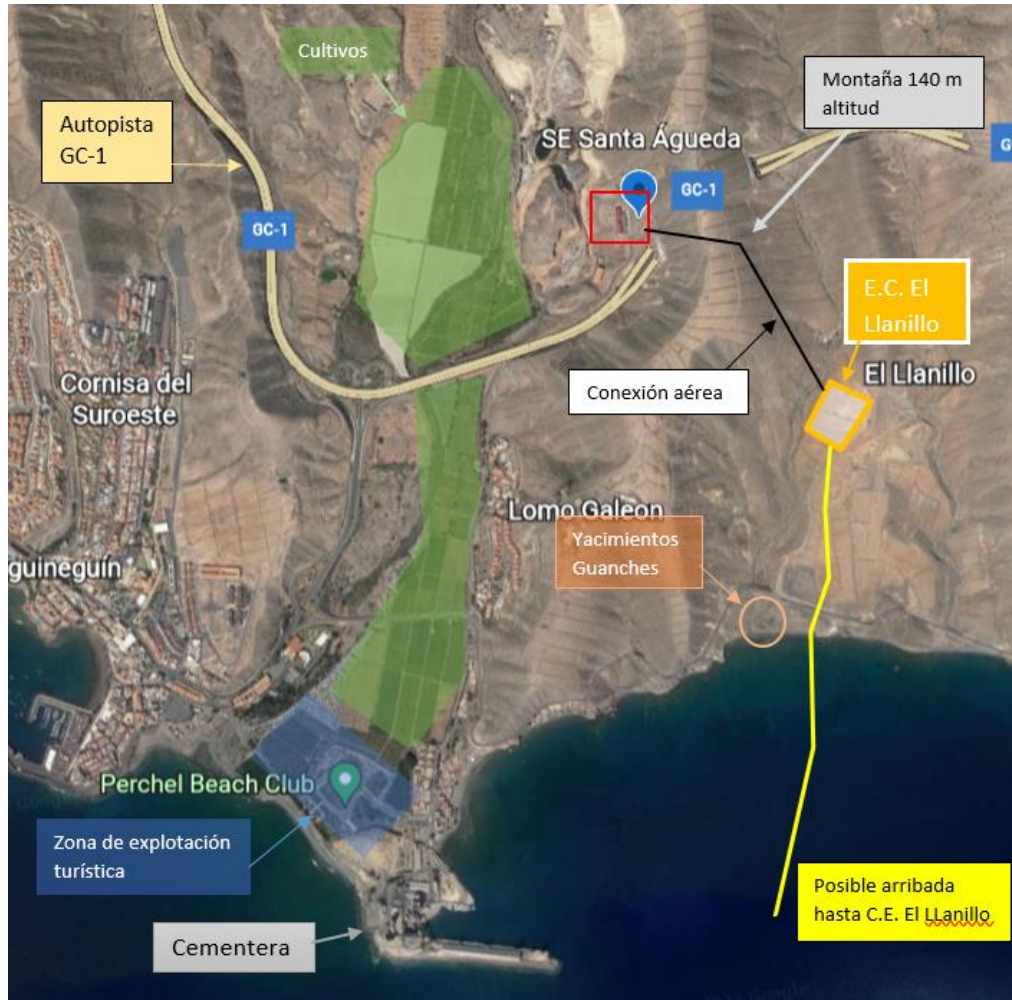 Cultivos
Montaña 140 m
altitud
Autopista
GC-1
SE Santa Águeda
GC-1
G
GC-1
E.C. El
Llanillo
El Llanillo
Cornisa del
Suroeste
Conexión aérea
Lomo Galeon
Yacimientos
Guanches
guineguín
Perchel Beach Club
Zona de explotación
turística
Posible arribada
hasta C.E. El LLanillo
Cementera